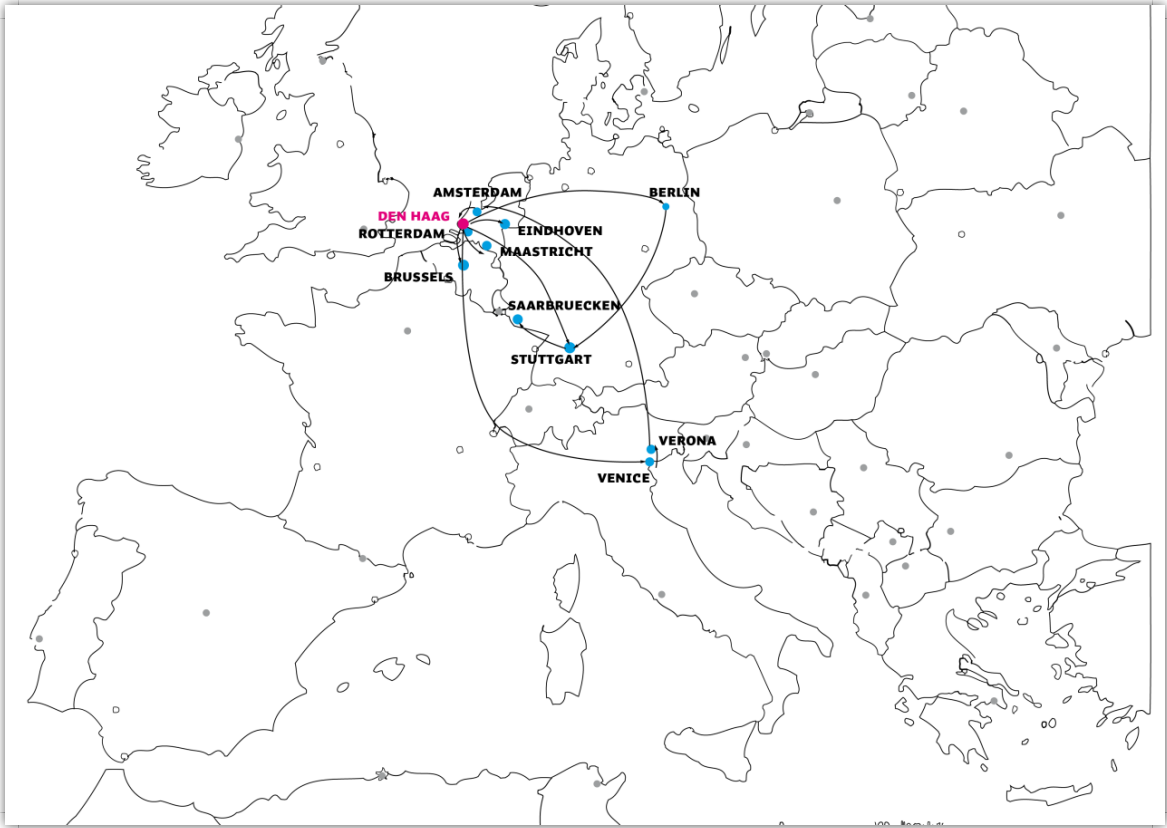 AMSTERDAM
BERLIN
DEN HAAG
ROTTERDAM
EINDHOVEN
MAASTRICHT
BRUSSELS
SAARBRUECKEN
STUTTGART
VERONA
VENICE